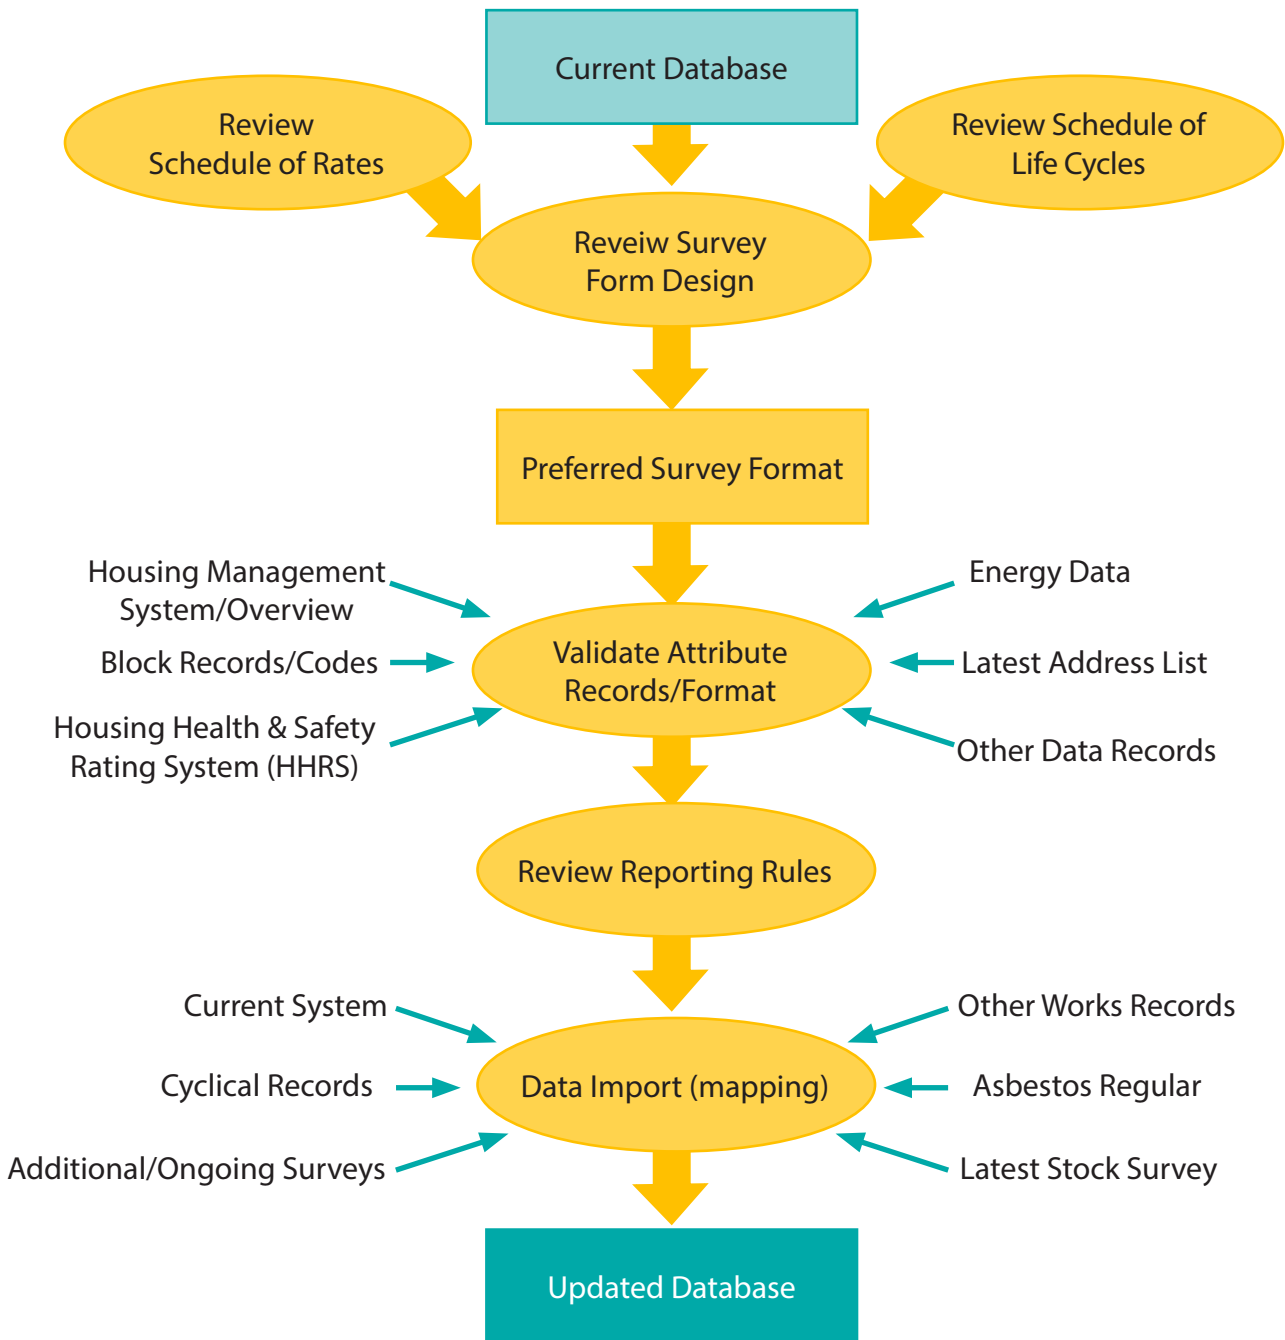 Current Database
Review
Schedule of Rates
Review Schedule of
Life Cycles
Reveiw Survey
Form Design
Preferred Survey Format
Housing Management
System/Overview
Energy Data
Block Records/Codes
Validate Attribute
Records/Format
Latest Address List
Housing Health & Safety
Rating System (HHRS)
Other Data Records
Review Reporting Rules
Current System
Other Works Records
Cyclical Records
Data Import (mapping)
Asbestos Regular
Additional/Ongoing Surveys
Latest Stock Survey
Updated Database